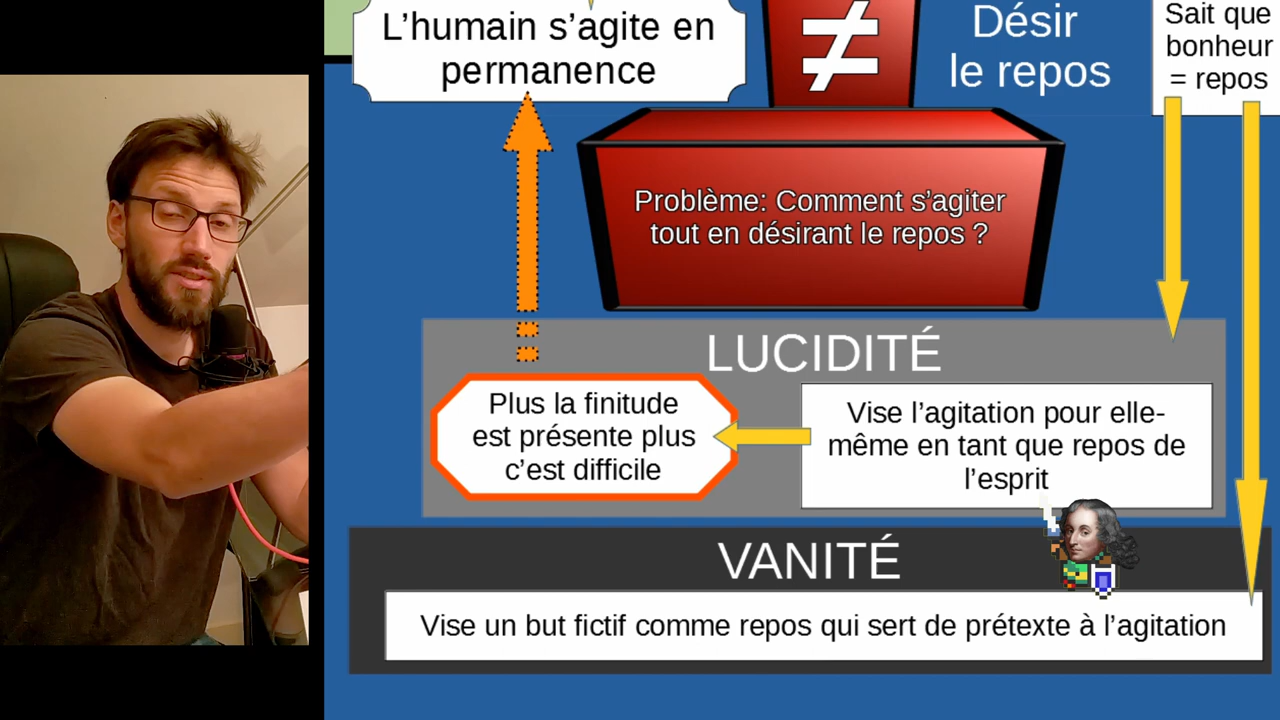 L’humain s’agite en
permanence
≠
Désir
le repos
Sait que
bonheur
= repos
Problème: Comment s’agiter
tout en désirant le repos ?
LUCIDITÉ
Plus la finitude
est présente plus
c’est difficile
Vise l’agitation pour elle-
même en tant que repos de
l’esprit
VANITÉ
Vise un but fictif comme repos qui sert de prétexte à l’agitation